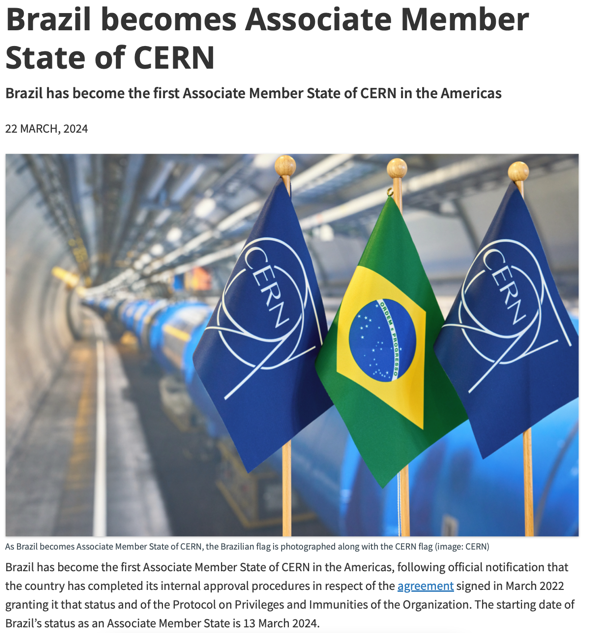 Brazil becomes Associate Member
State of CERN
Brazil has become the first Associate Member State of CERN in the Americas
22 MARCH, 2024
CERN
ORDEM E PROGRESSO
CERN
As Brazil becomes Associate Member State of CERN, the Brazilian flag is photographed along with the CERN flag (image: CERN)
Brazil has become the first Associate Member State of CERN in the Americas, following official notification that
the country has completed its internal approval procedures in respect of the agreement signed in March 2022
granting it that status and of the Protocol on Privileges and Immunities of the Organization. The starting date of
Brazil’s status as an Associate Member State is 13 March 2024.